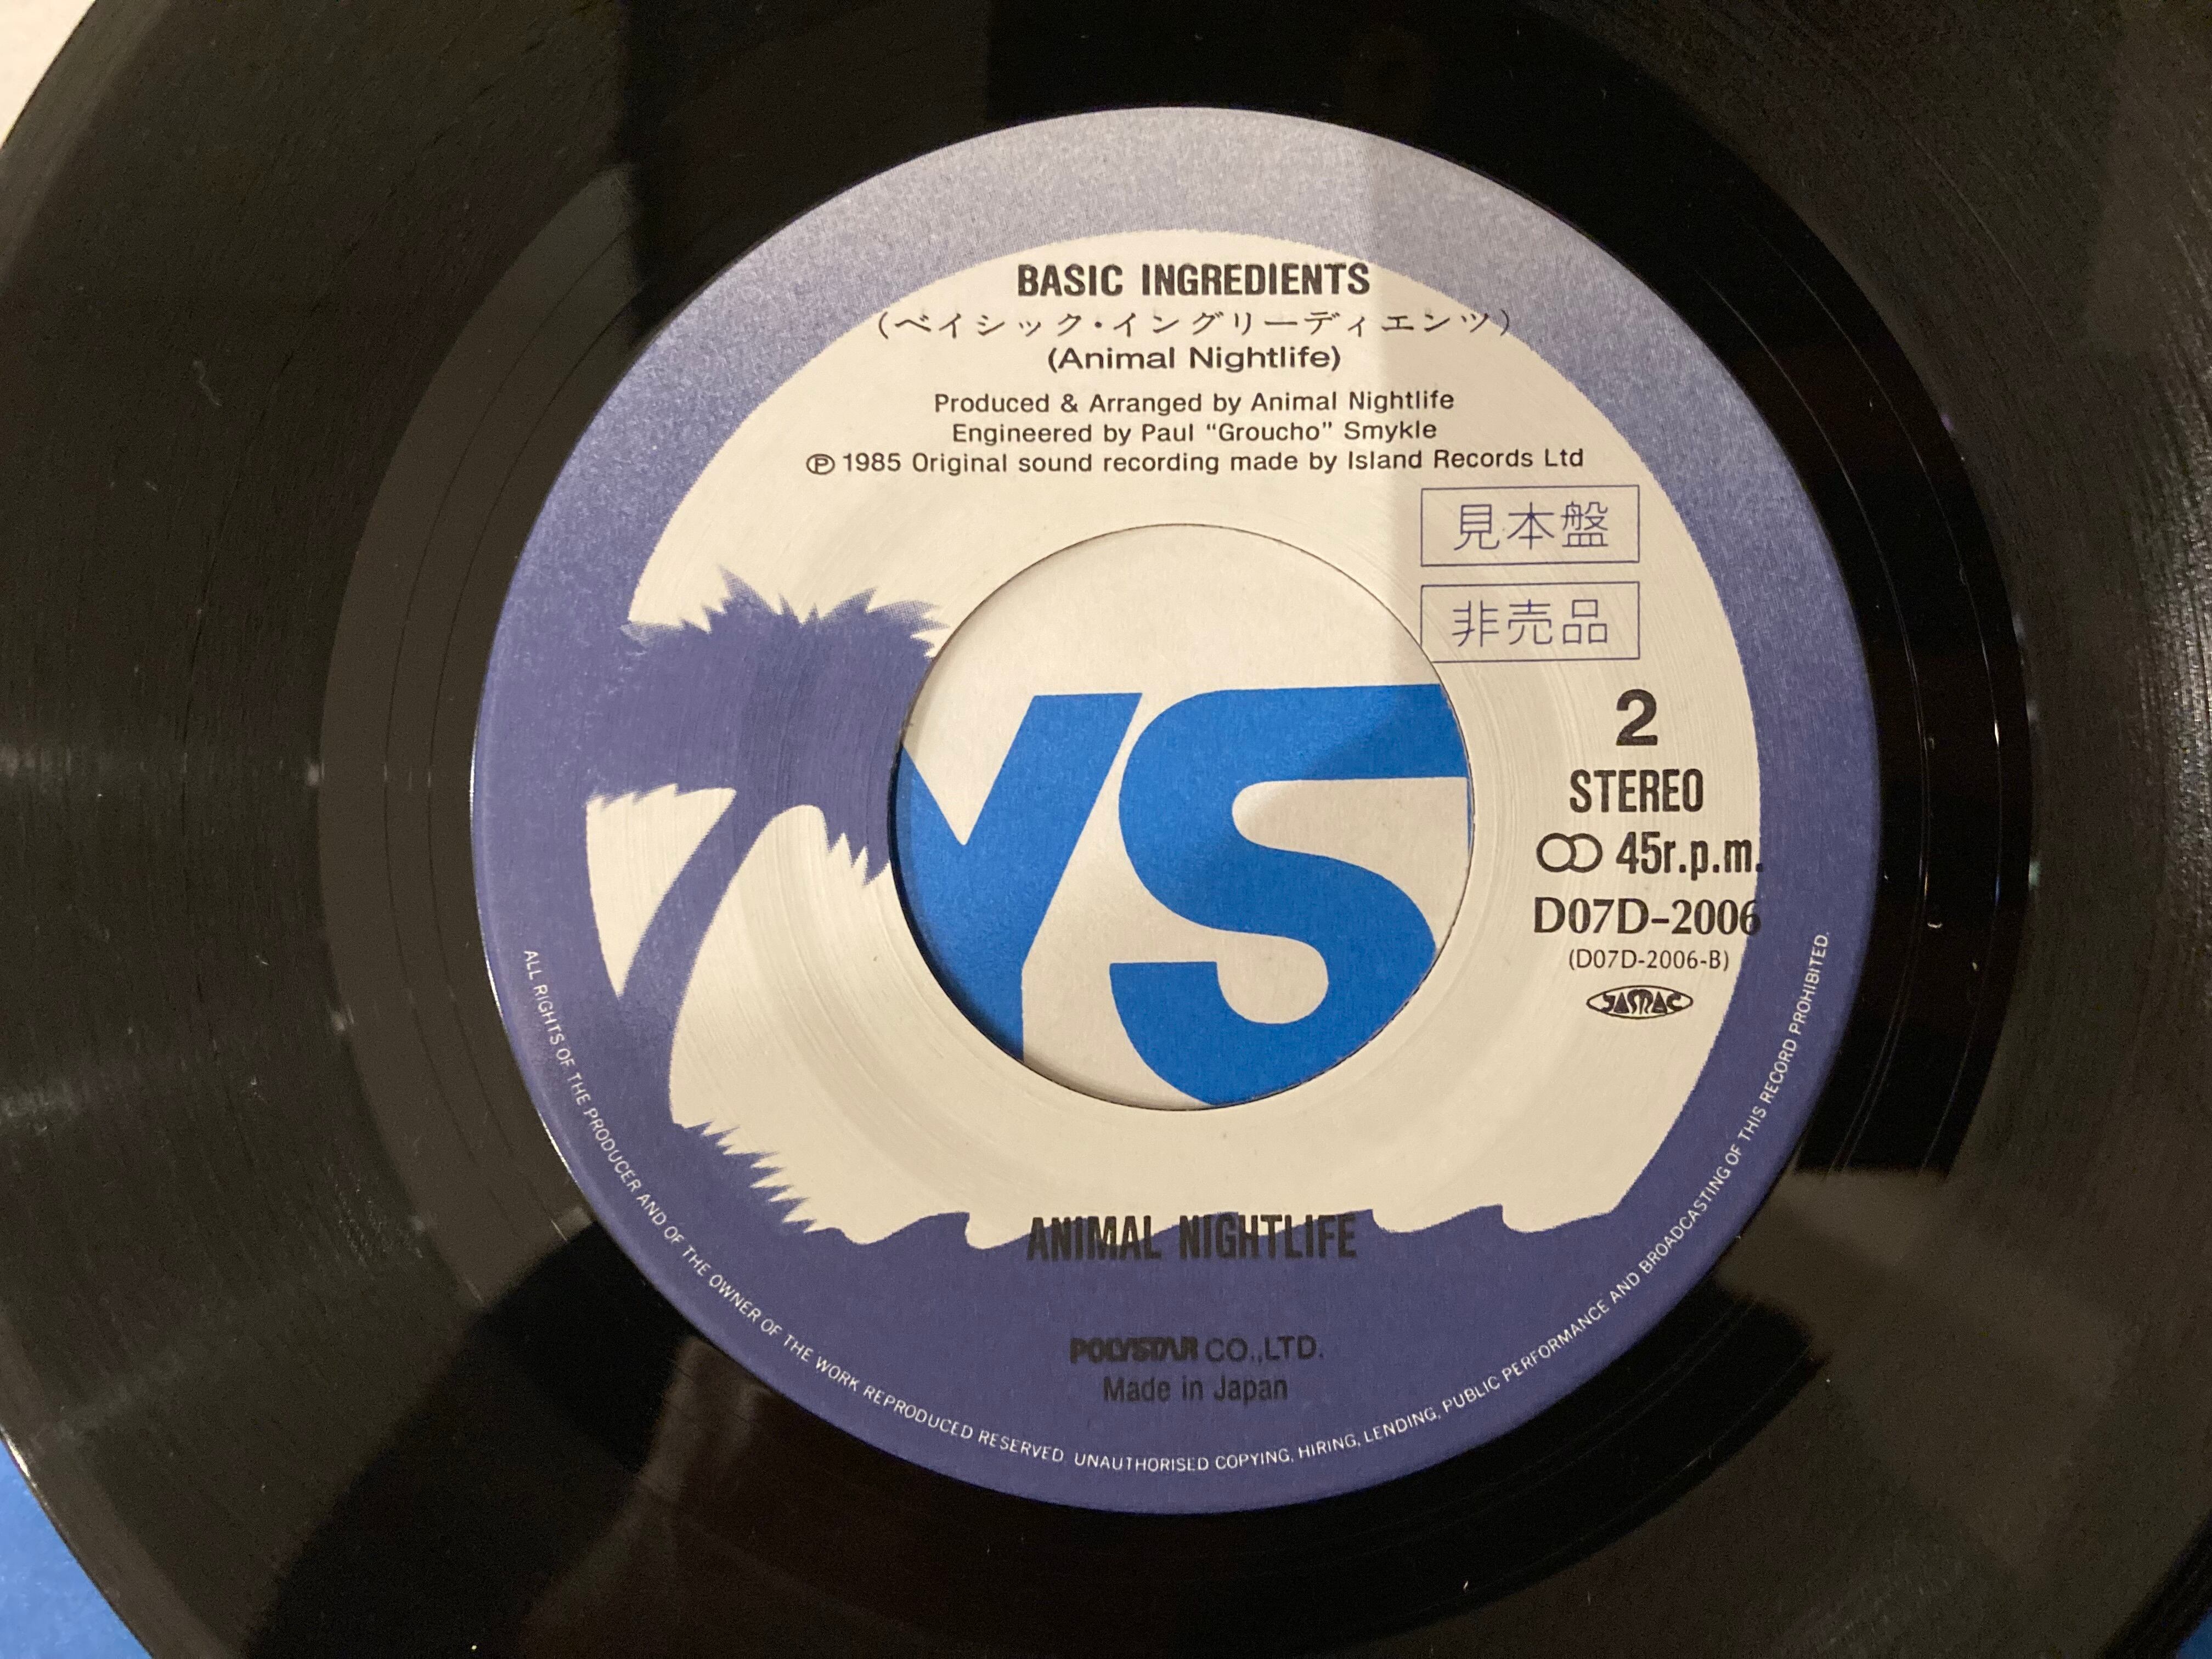 BASIC INGREDIENTS
(ベイシック・イングリーディエンツ)
(Animal Nightlife)
Produced & Arranged by Animal Nightlife
Engineered by Paul “Groucho” Smykle
℗ 1985 Original sound recording made by Island Records Ltd
見本盤
非売品
YS
2
STEREO
45r.p.m.
D07D-2006
(D07D-2006-B)
JASRAC
ANIMAL NIGHTLIFE
POLYSTAR CO.,LTD.
Made in Japan
ALL RIGHTS OF THE PRODUCER AND OF THE OWNER OF THE WORK REPRODUCED RESERVED. UNAUTHORISED COPYING, HIRING, LENDING, PUBLIC PERFORMANCE AND BROADCASTING OF THIS RECORD PROHIBITED.